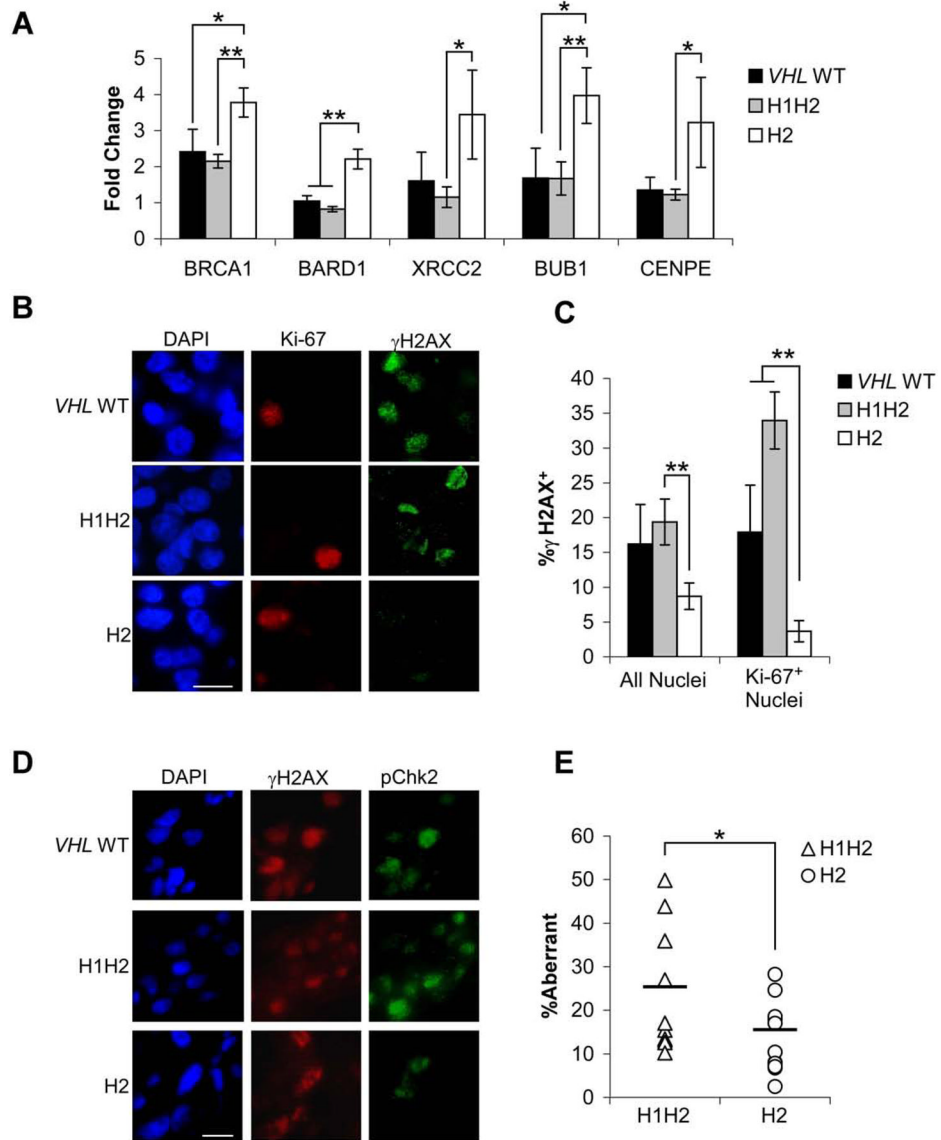 A
Fold Change
5
4
3
2
1
0
* ** ** * * ** *
BRCA1 BARD1 XRCC2 BUB1 CENPE
VHL WT
H1H2
H2
B
DAPI Ki-67 γH2AX
VHL WT
H1H2
H2
C
%γ H2AX+
40
35
30
25
20
15
10
5
0
** **
All Nuclei Ki-67+
Nuclei
VHL WT
H1H2
H2
D
DAPI γH2AX pChk2
VHL WT
H1H2
H2
E
%Aberrant
60
50
40
30
20
10
0
*
H1H2 H2
H1H2
H2